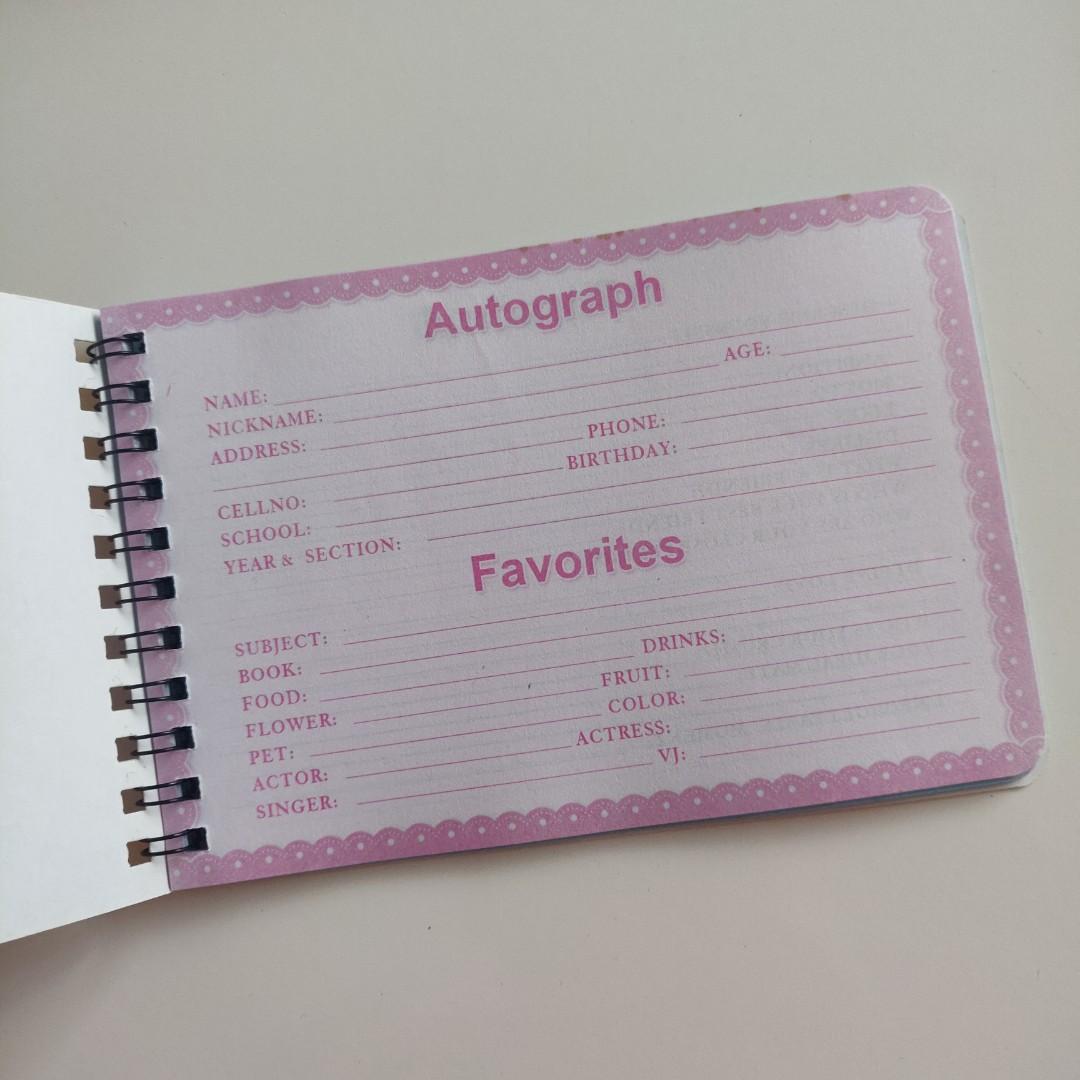 Autograph
NAME:
NICKNAME: AGE:
ADDRESS:
PHONE:
CELLNO: BIRTHDAY:
SCHOOL:
YEAR & SECTION:
Favorites
SUBJECT:
BOOK:
FOOD: DRINKS:
FLOWER: FRUIT:
PET: COLOR:
ACTOR: ACTRESS:
SINGER: VJ: